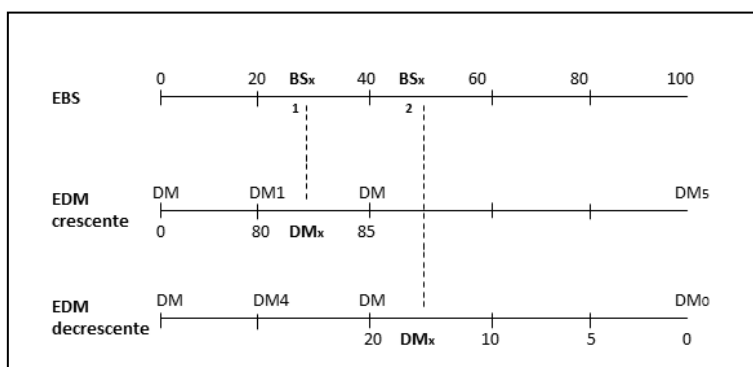 0 20 BSx 40 BSx 60 80 100
EBS
1 2
DM DM1 DM DM5
EDM
crescente
0 80 DMx 85
DM DM4 DM DM0
EDM
decrescente
20 DMx 10 5 0